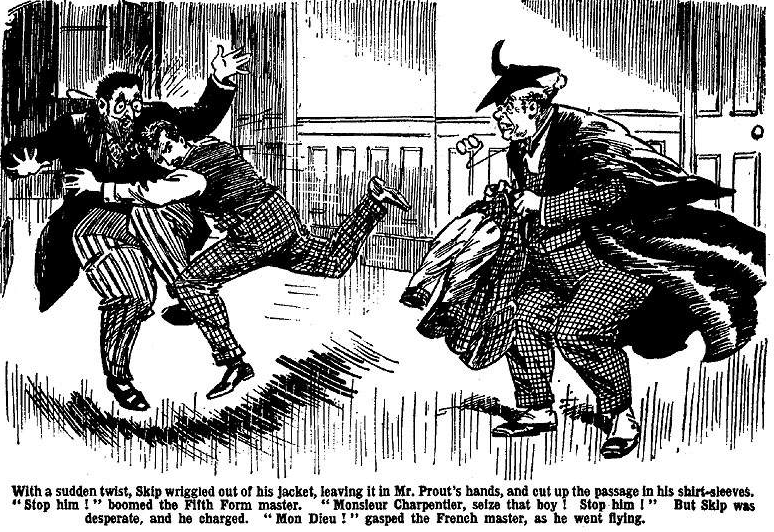 With a sudden twist, Skip wriggled out of his jacket, leaving it in Mr. Prout's hands, and cut up the passage in his shirt-sleeves.
" Stop him ! " boomed the Fifth Form master. " Monsieur Charpentier, seize that boy ! Stop him ! " But Skip was
desperate, and he charged. " Mon Dieu ! " gasped the French master, as he went flying.